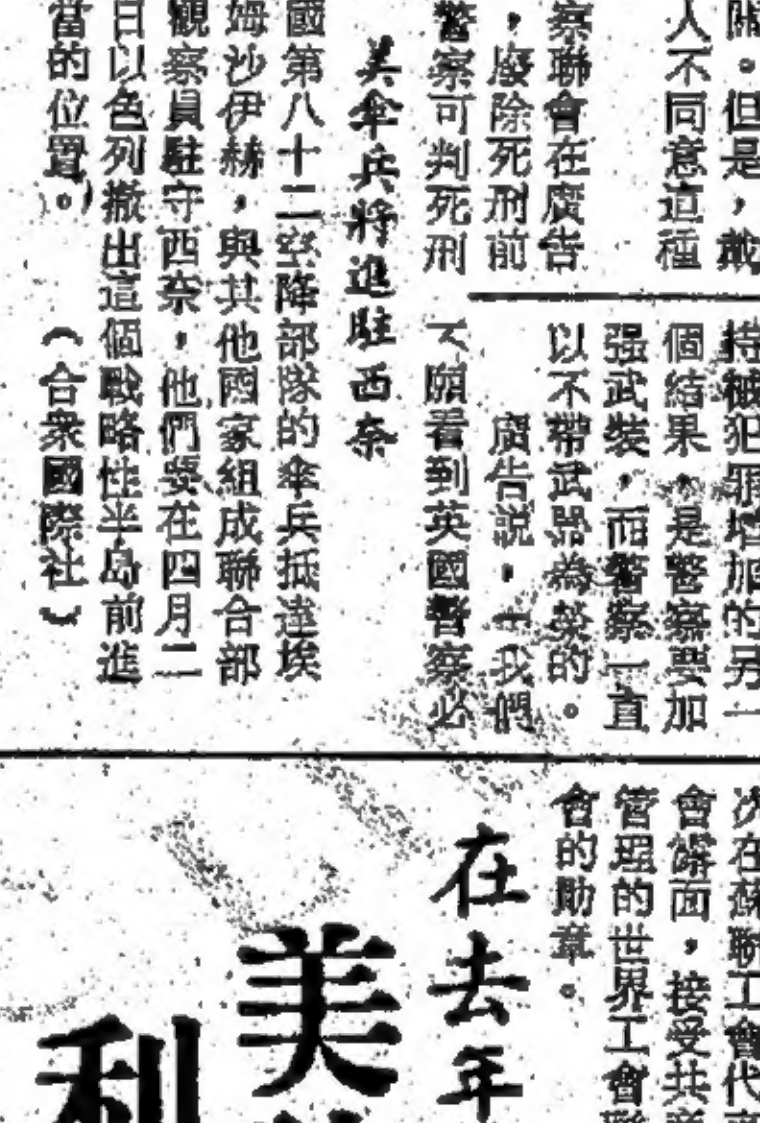 關。但是，戴
人不同意這種
察聯會在廣告
，廢除死刑前
警察可判死刑
持被犯罪增加的另一
個結果，是警察要加
强武裝，而警察一直
以不帶武器為榮的。
廣告說，「我們
不願看到英國警察必
美傘兵將進駐西奈
國第八十二空降部隊的傘兵抵達埃
姆沙伊赫，與其他國家組成聯合部
觀察員駐守西奈，他們要在四月二
日以色列撤出這個戰略性半島前進
當的位置。）
（合衆國際社）
次在蘇聯工會代
會露面，接受共
管理的世界工會聯
會的勛章。
在去年
美
利